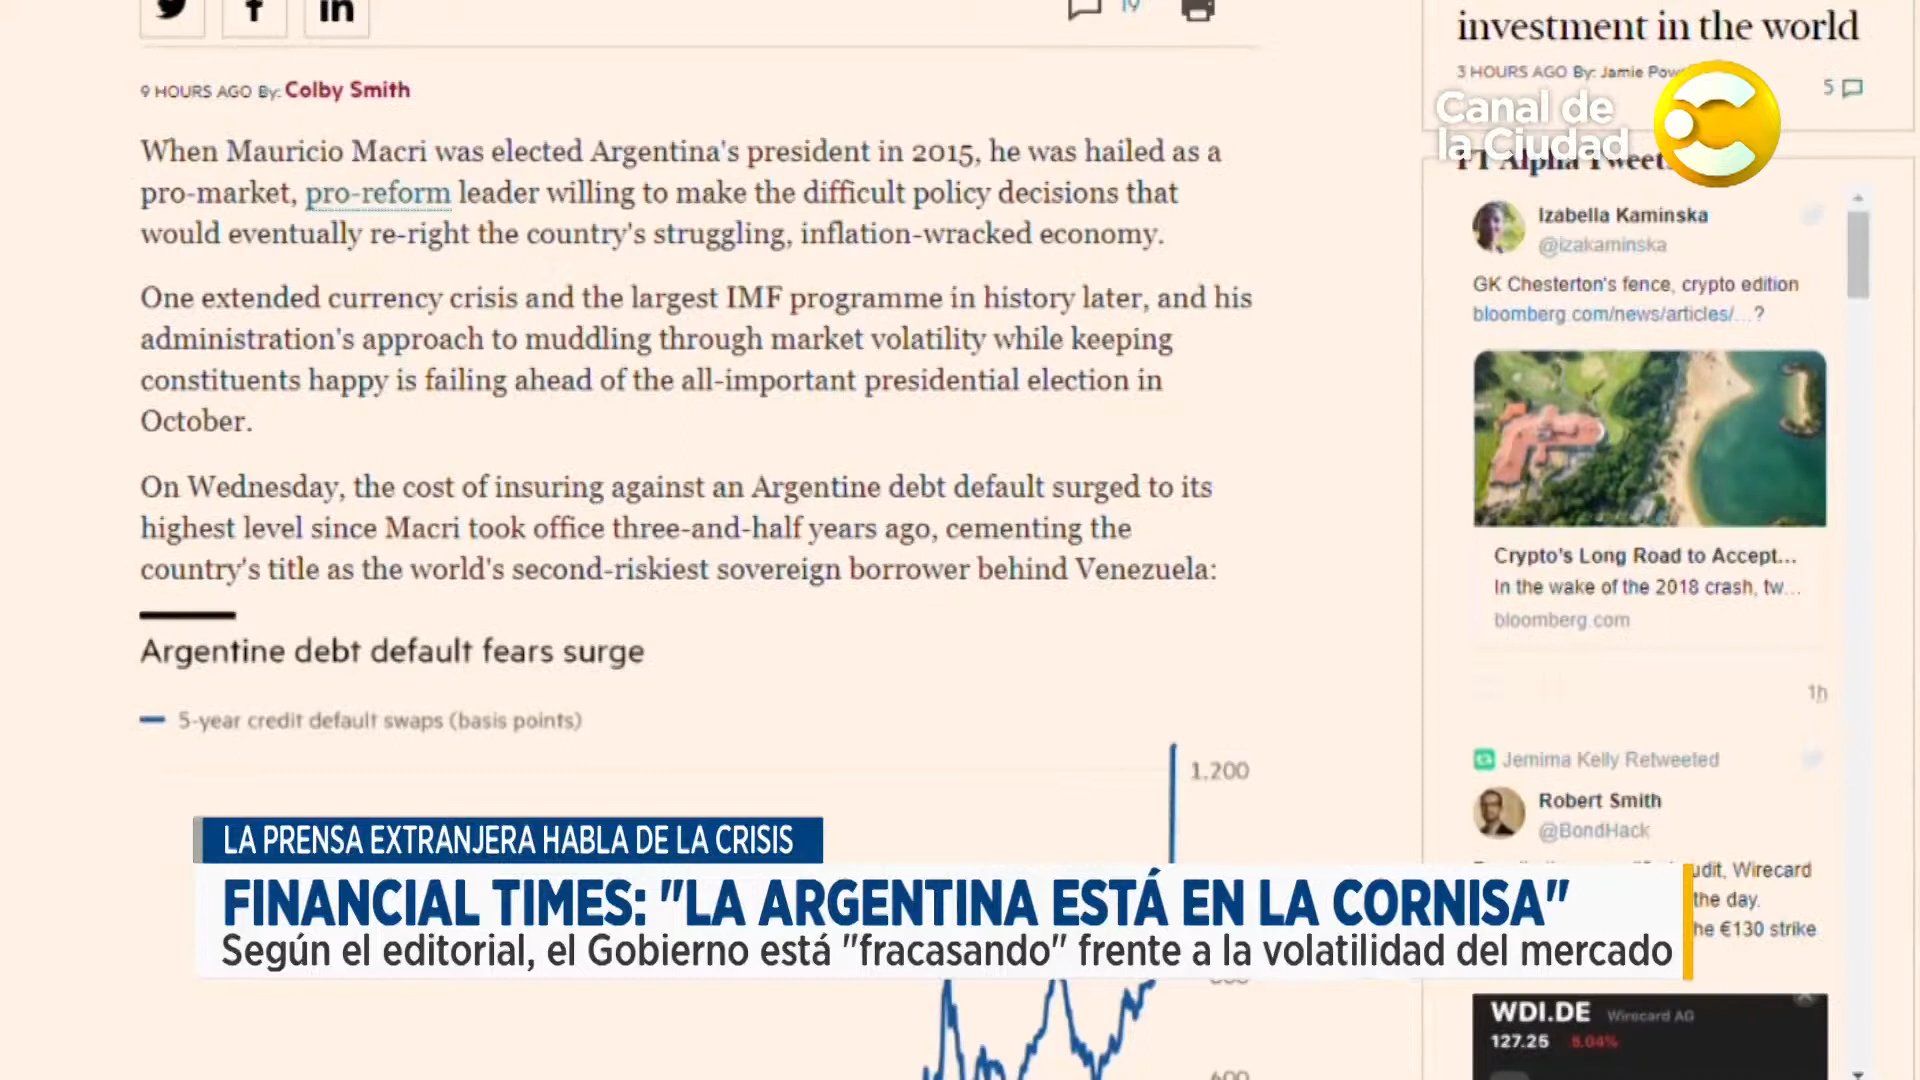 19
9 HOURS AGO By: Colby Smith
When Mauricio Macri was elected Argentina's president in 2015, he was hailed as a
pro-market, pro-reform leader willing to make the difficult policy decisions that
would eventually re-right the country's struggling, inflation-wracked economy.
One extended currency crisis and the largest IMF programme in history later, and his
administration's approach to muddling through market volatility while keeping
constituents happy is failing ahead of the all-important presidential election in
October.
On Wednesday, the cost of insuring against an Argentine debt default surged to its
highest level since Macri took office three-and-half years ago, cementing the
country's title as the world's second-riskiest sovereign borrower behind Venezuela:
Argentine debt default fears surge
5-year credit default swaps (basis points)
1,200
600
investment in the world
3 HOURS AGO By: Jamie
5
Canal de
la Ciudad
FT Alpha Tweets
Izabella Kaminska
@izakaminska
GK Chesterton's fence, crypto edition
bloomberg.com/news/articles/...?
Crypto's Long Road to Accept...
In the wake of the 2018 crash, tw...
bloomberg.com
1h
Jemima Kelly Retweeted
Robert Smith
@BondHack
Wirecard
the day.
€130 strike
WDI.DE Wirecard AG
127.25 8.04%
LA PRENSA EXTRANJERA HABLA DE LA CRISIS
FINANCIAL TIMES: "LA ARGENTINA ESTÁ EN LA CORNISA"
Según el editorial, el Gobierno está "fracasando" frente a la volatilidad del mercado